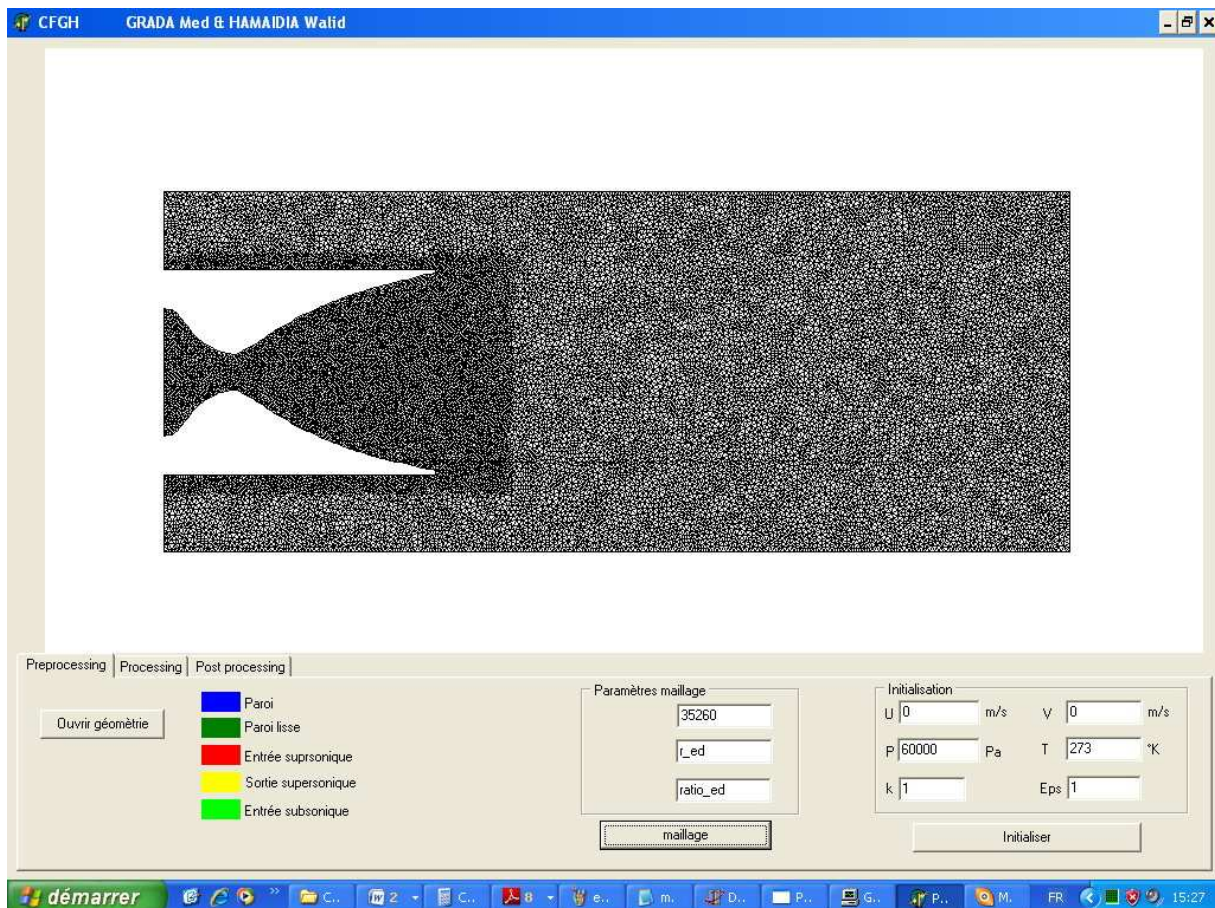 CFGH GRADA Med & HAMAIDIA Walid
Preprocessing Processing Post processing
Ouvrir géomètrie
Paroi
Paroi lisse
Entrée suprsonique
Sortie supersonique
Entrée subsonique
Paramètres maillage
35260
r_ed
ratio_ed
maillage
Initialisation
U 0 m/s V 0 m/s
P 60000 Pa T 273 °K
k 1 Eps 1
Initialiser
démarrer » C.. W 2 C.. 8 e.. m. D.. P.. G.. P.. M. FR 15:27